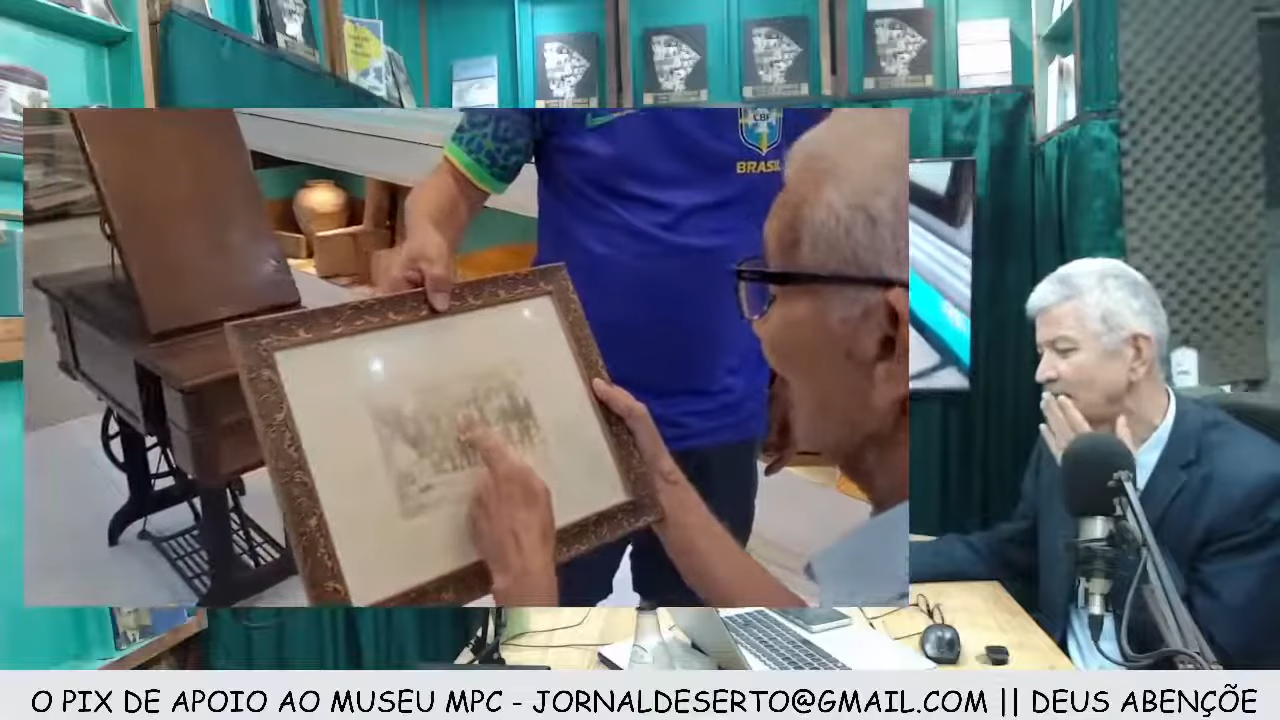 CBF
BRASIL
O PIX DE APOIO AO MUSEU MPC - JORNALDESERTO@GMAIL.COM || DEUS ABENÇÕE